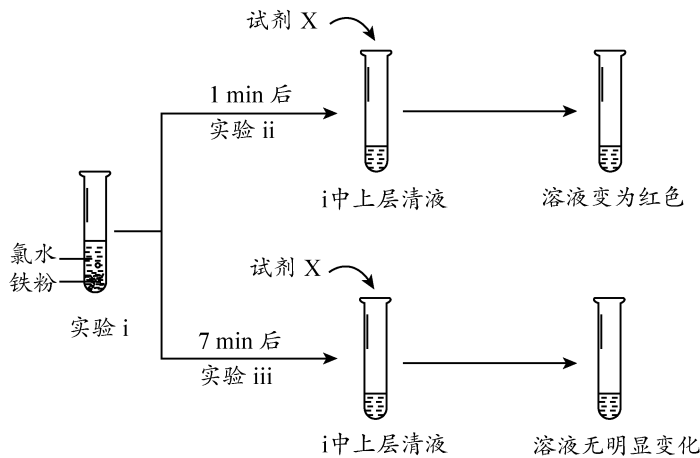 试剂 X
1 min 后
实验 ii
i中上层清液
溶液变为红色
氯水
铁粉
实验 i
试剂 X
7 min 后
实验 iii
i中上层清液
溶液无明显变化